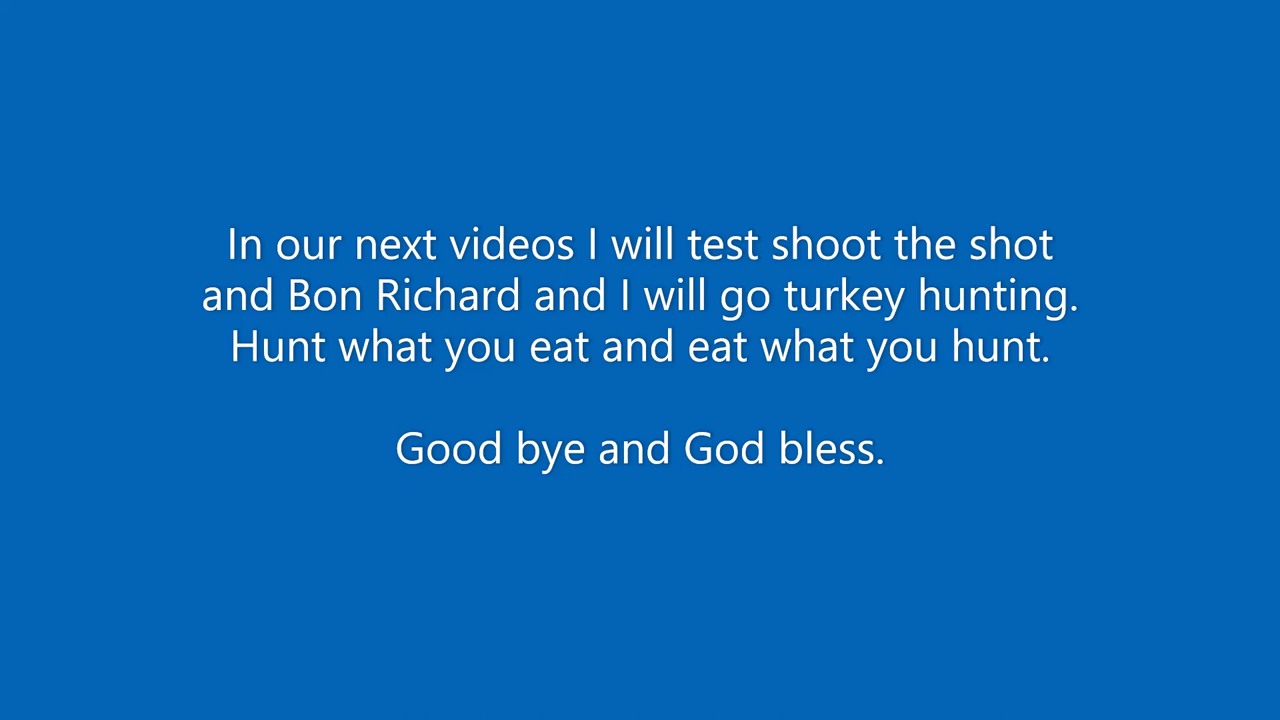 In our next videos I will test shoot the shot
and Bon Richard and I will go turkey hunting.
Hunt what you eat and eat what you hunt.
Good bye and God bless.